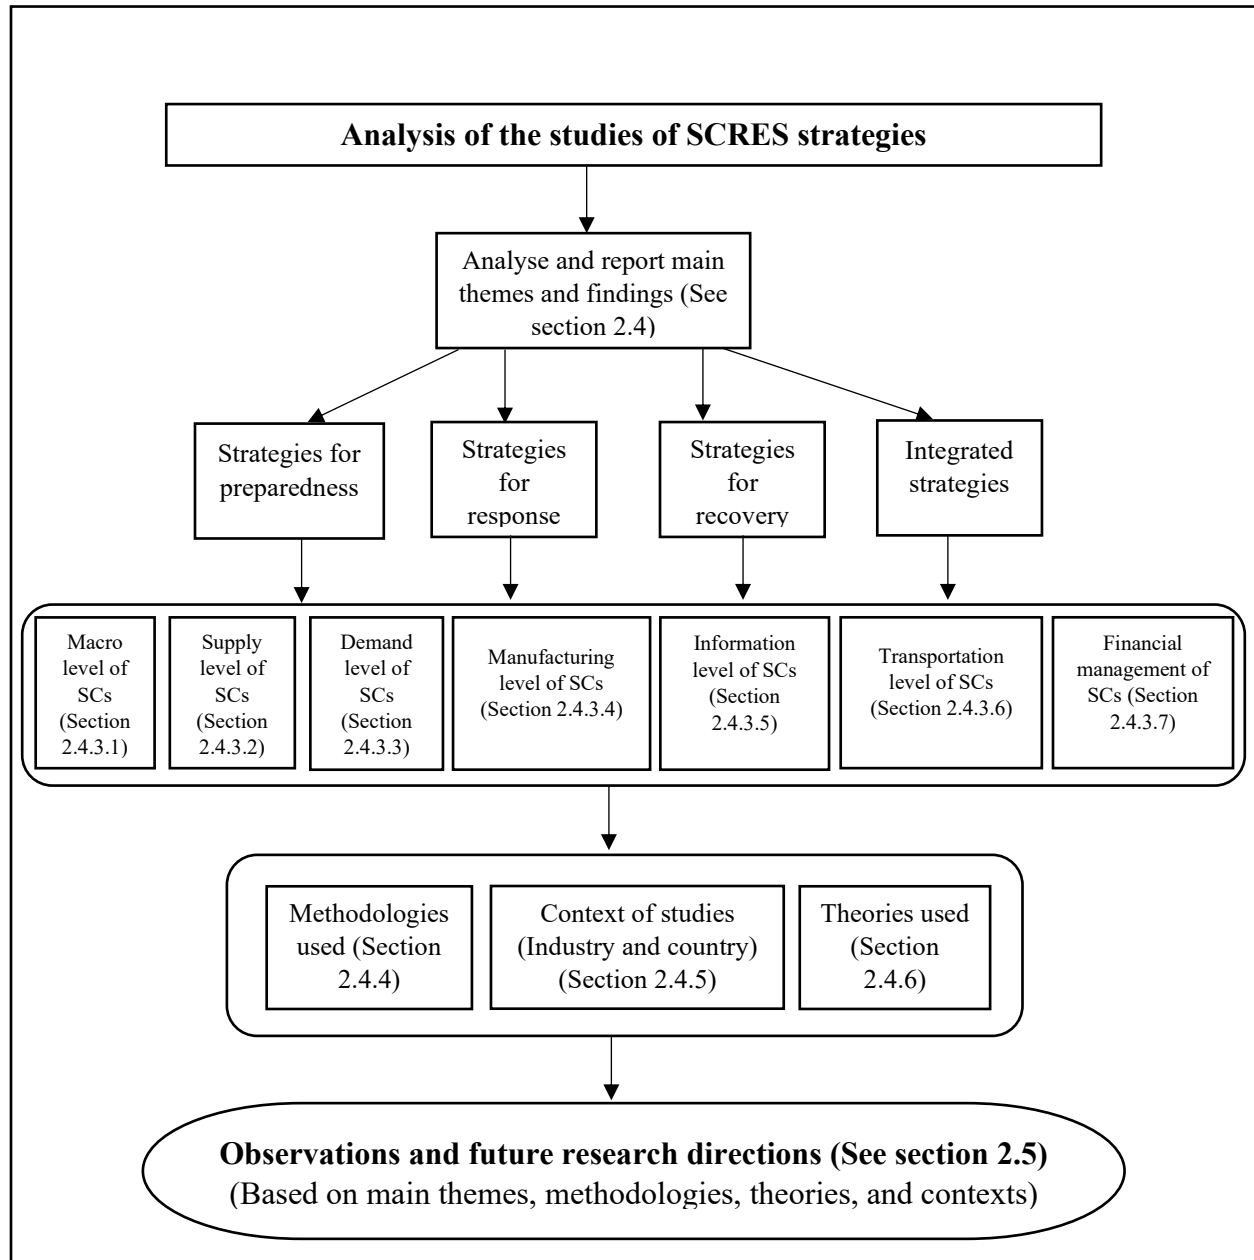 Analysis of the studies of SCRES strategies
Analyse and report main
themes and findings (See
section 2.4)
Strategies for
preparedness
Strategies
for
response
Strategies
for
recovery
Integrated
strategies
Macro
level of
SCs
(Section
2.4.3.1)
Supply
level of
SCs
(Section
2.4.3.2)
Demand
level of
SCs
(Section
2.4.3.3)
Manufacturing
level of SCs
(Section 2.4.3.4)
Information
level of SCs
(Section
2.4.3.5)
Transportation
level of SCs
(Section 2.4.3.6)
Financial
management of
SCs (Section
2.4.3.7)
Methodologies
used (Section
2.4.4)
Context of studies
(Industry and country)
(Section 2.4.5)
Theories used
(Section
2.4.6)
Observations and future research directions (See section 2.5)
(Based on main themes, methodologies, theories, and contexts)